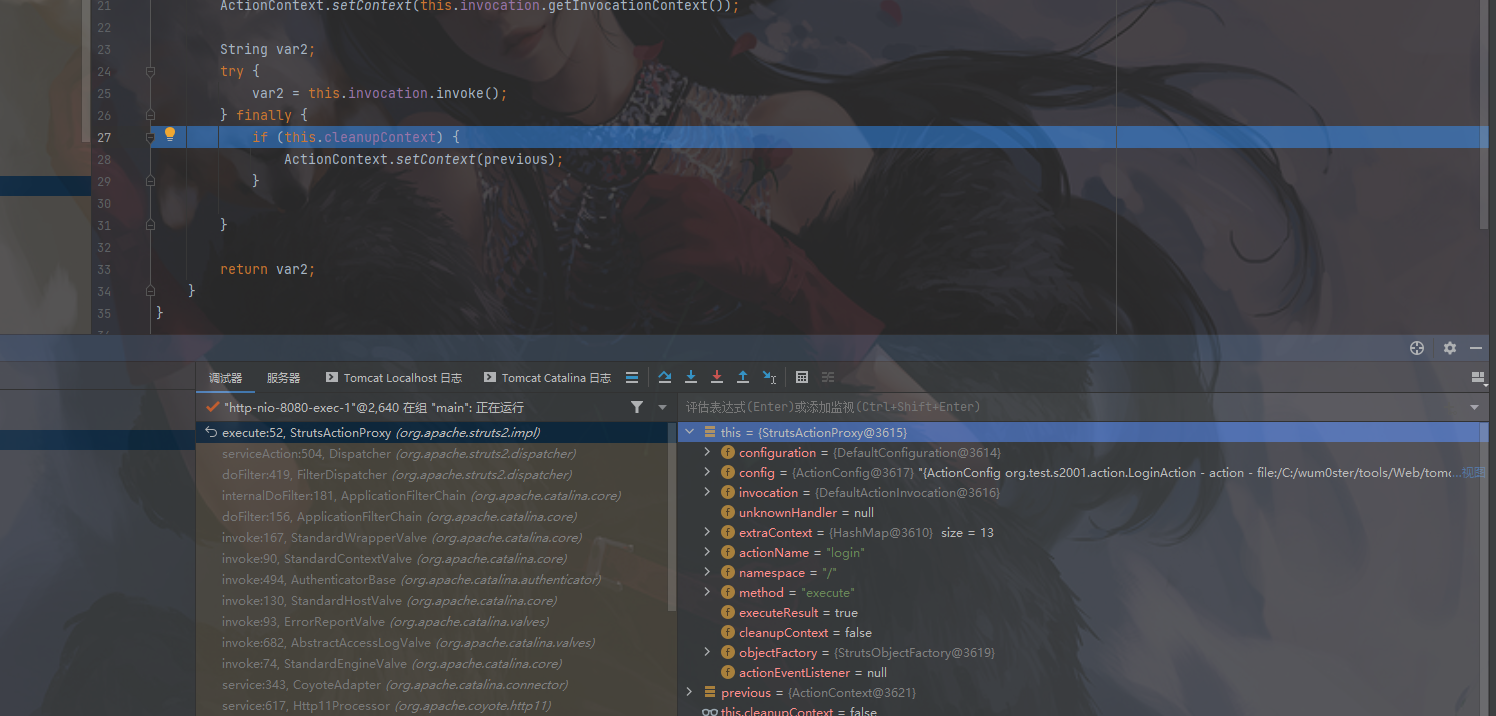 21 ActionContext.setContext(this.invocation.getInvocationContext());
22
23 String var2;
24 try {
25 var2 = this.invocation.invoke();
26 } finally {
27 if (this.cleanupContext) {
28 ActionContext.setContext(previous);
29 }
30
31 }
32
33 return var2;
34 }
35 }
调试器 服务器 Tomcat Localhost 日志 Tomcat Catalina 日志
"http-nio-8080-exec-1"@2,640 在组 "main": 正在运行
execute:52, StrutsActionProxy (org.apache.struts2.impl)
serviceAction:504, Dispatcher (org.apache.struts2.dispatcher)
doFilter:419, FilterDispatcher (org.apache.struts2.dispatcher)
internalDoFilter:181, ApplicationFilterChain (org.apache.catalina.core)
doFilter:156, ApplicationFilterChain (org.apache.catalina.core)
invoke:167, StandardWrapperValve (org.apache.catalina.core)
invoke:90, StandardContextValve (org.apache.catalina.core)
invoke:494, AuthenticatorBase (org.apache.catalina.authenticator)
invoke:130, StandardHostValve (org.apache.catalina.core)
invoke:93, ErrorReportValve (org.apache.catalina.valves)
invoke:682, AbstractAccessLogValve (org.apache.catalina.valves)
invoke:74, StandardEngineValve (org.apache.catalina.core)
service:343, CoyoteAdapter (org.apache.catalina.connector)
service:617, Http11Processor (org.apache.coyote.http11)
评估表达式(Enter)或添加监视(Ctrl+Shift+Enter)
this = {StrutsActionProxy@3615}
configuration = {DefaultConfiguration@3614}
config = {ActionConfig@3617} "{ActionConfig org.test.s2001.action.LoginAction - action - file:/C:/wum0ster/tools/Web/tomc... 视图
invocation = {DefaultActionInvocation@3616}
unknownHandler = null
extraContext = {HashMap@3610} size = 13
actionName = "login"
namespace = "/"
method = "execute"
executeResult = true
cleanupContext = false
objectFactory = {StrutsObjectFactory@3619}
actionEventListener = null
previous = {ActionContext@3621}
this.cleanupContext = false